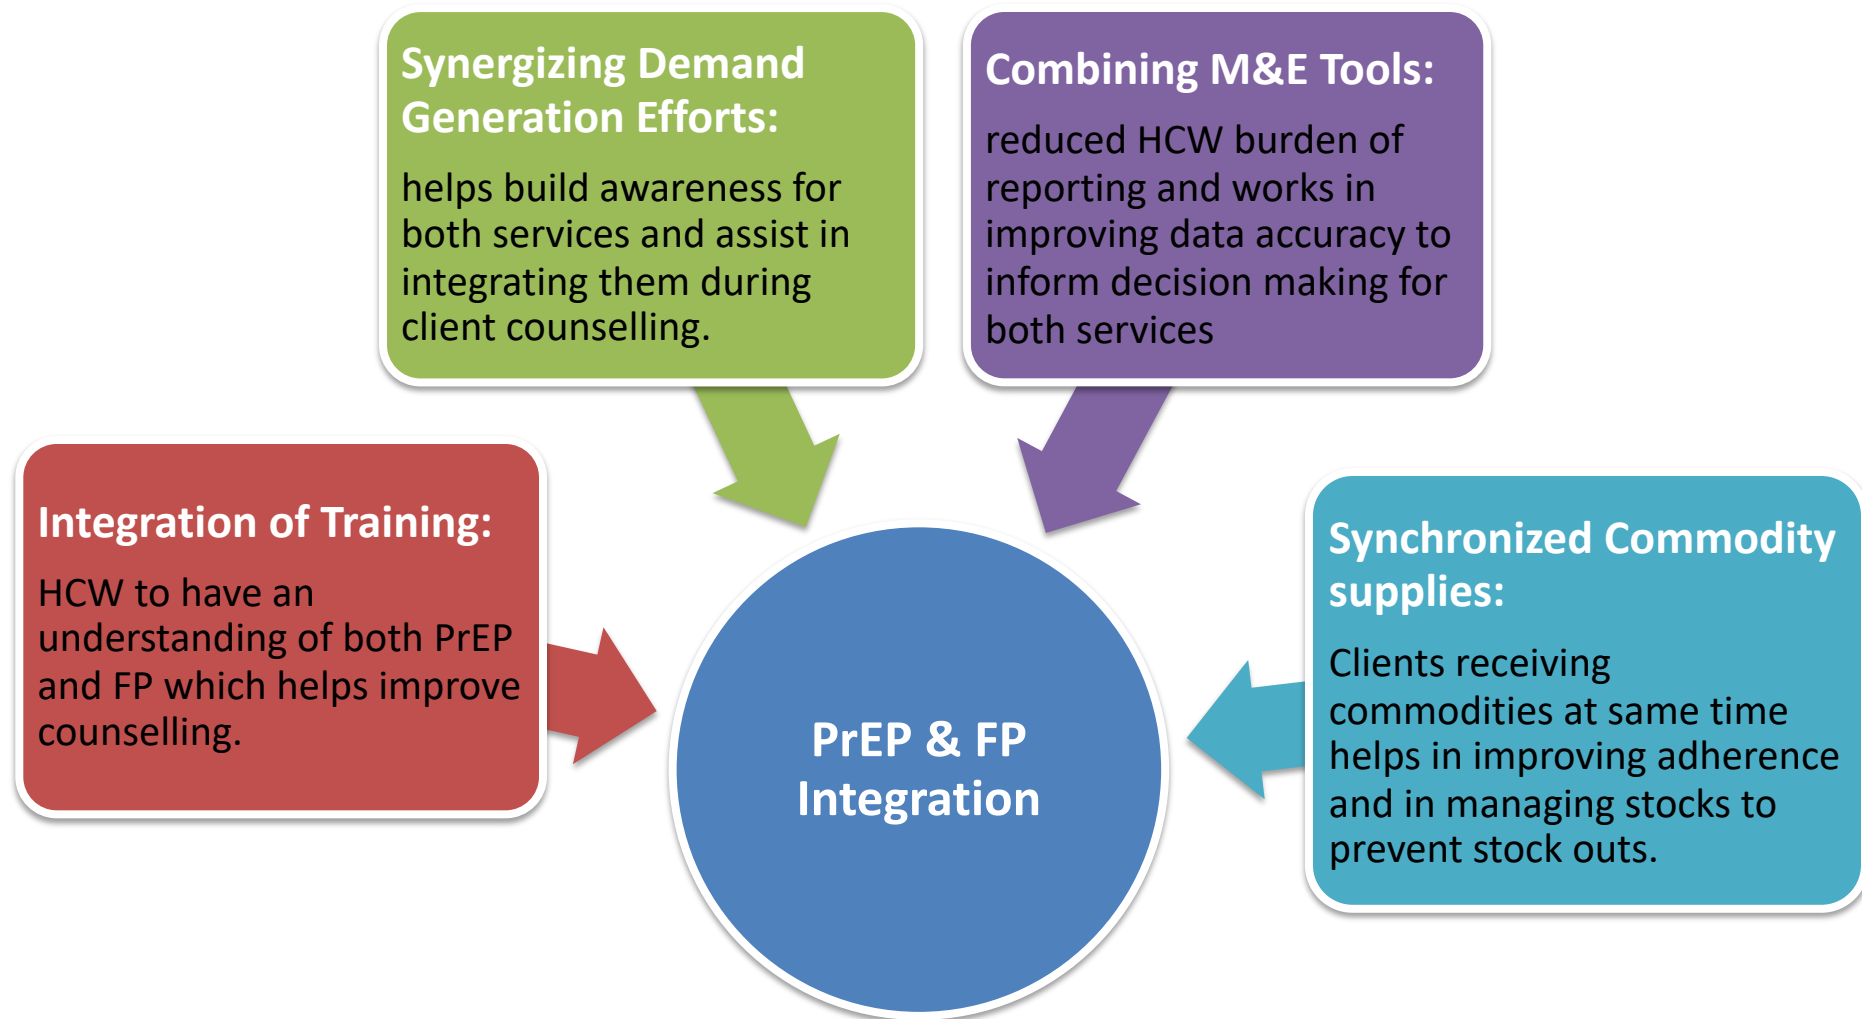 Synergizing Demand
Generation Efforts:
helps build awareness for
both services and assist in
integrating them during
client counselling.
Combining M&E Tools:
reduced HCW burden of
reporting and works in
improving data accuracy to
inform decision making for
both services
Integration of Training:
HCW to have an
understanding of both PrEP
and FP which helps improve
counselling.
Synchronized Commodity
supplies:
Clients receiving
commodities at same time
helps in improving adherence
and in managing stocks to
prevent stock outs.
PrEP & FP
Integration